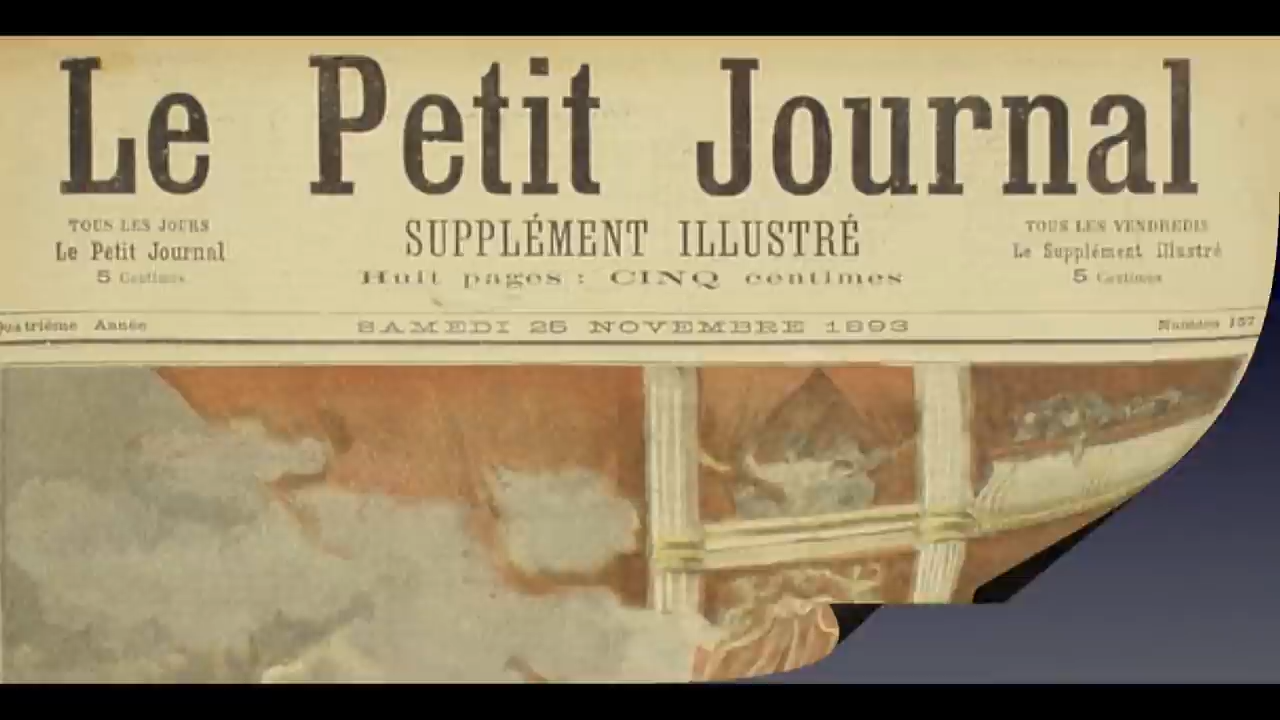 Le Petit Journal
TOUS LES JOURS
Le Petit Journal
5 Centimes
SUPPLÉMENT ILLUSTRÉ
Huit pages : CINQ centimes
TOUS LES VENDREDIS
Le Supplément illustré
5 Centimes
Quatrième Année
SAMEDI 25 NOVEMBRE 1893
Numéro 157